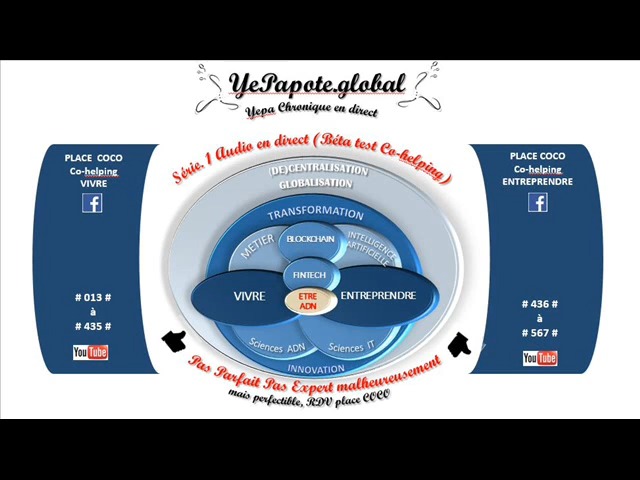 YePapote.global
Yepa Chronique en direct
Série, 1 Audio en direct (Béta test Co-helping)
PLACE COCO
Co-helping
VIVRE
# 013 #
à
# 435 #
YouTube
(DE)CENTRALISATION
GLOBALISATION
TRANSFORMATION
METIER
BLOCKCHAIN
INTELLIGENCE
ARTIFICIELLE
FINTECH
VIVRE
ETRE
ADN
ENTREPRENDRE
Sciences ADN
Sciences IT
INNOVATION
PLACE COCO
Co-helping
ENTREPRENDRE
# 436 #
à
# 567 #
YouTube
Pas Parfait Pas Expert malheureusement
mais perfectible, RDV place COCO